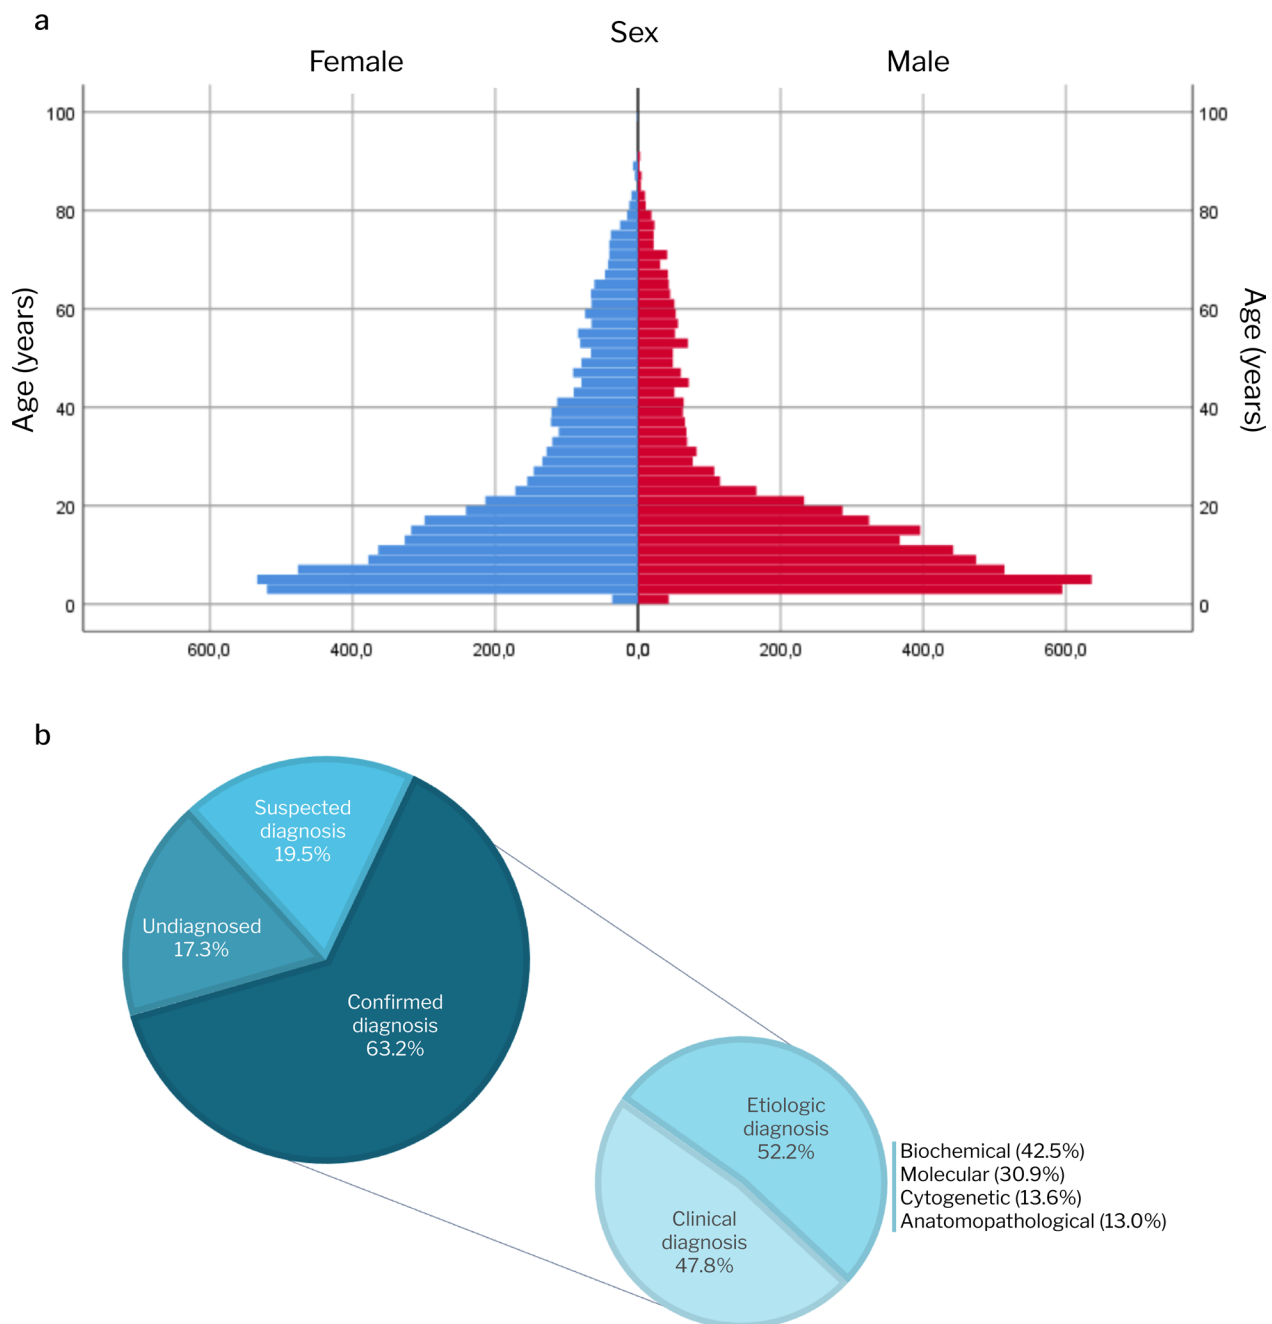 a
Sex
Female
Male
100
100
80
80
60
60
40
40
20
20
0
0
Age (years)
Age (years)
600,0
400,0
200,0
0,0
200,0
400,0
600,0
b
Suspected
diagnosis
19.5%
Undiagnosed
17.3%
Confirmed
diagnosis
63.2%
Etiologic
diagnosis
52.2%
Clinical
diagnosis
47.8%
Biochemical (42.5%)
Molecular (30.9%)
Cytogenetic (13.6%)
Anatomopathological (13.0%)